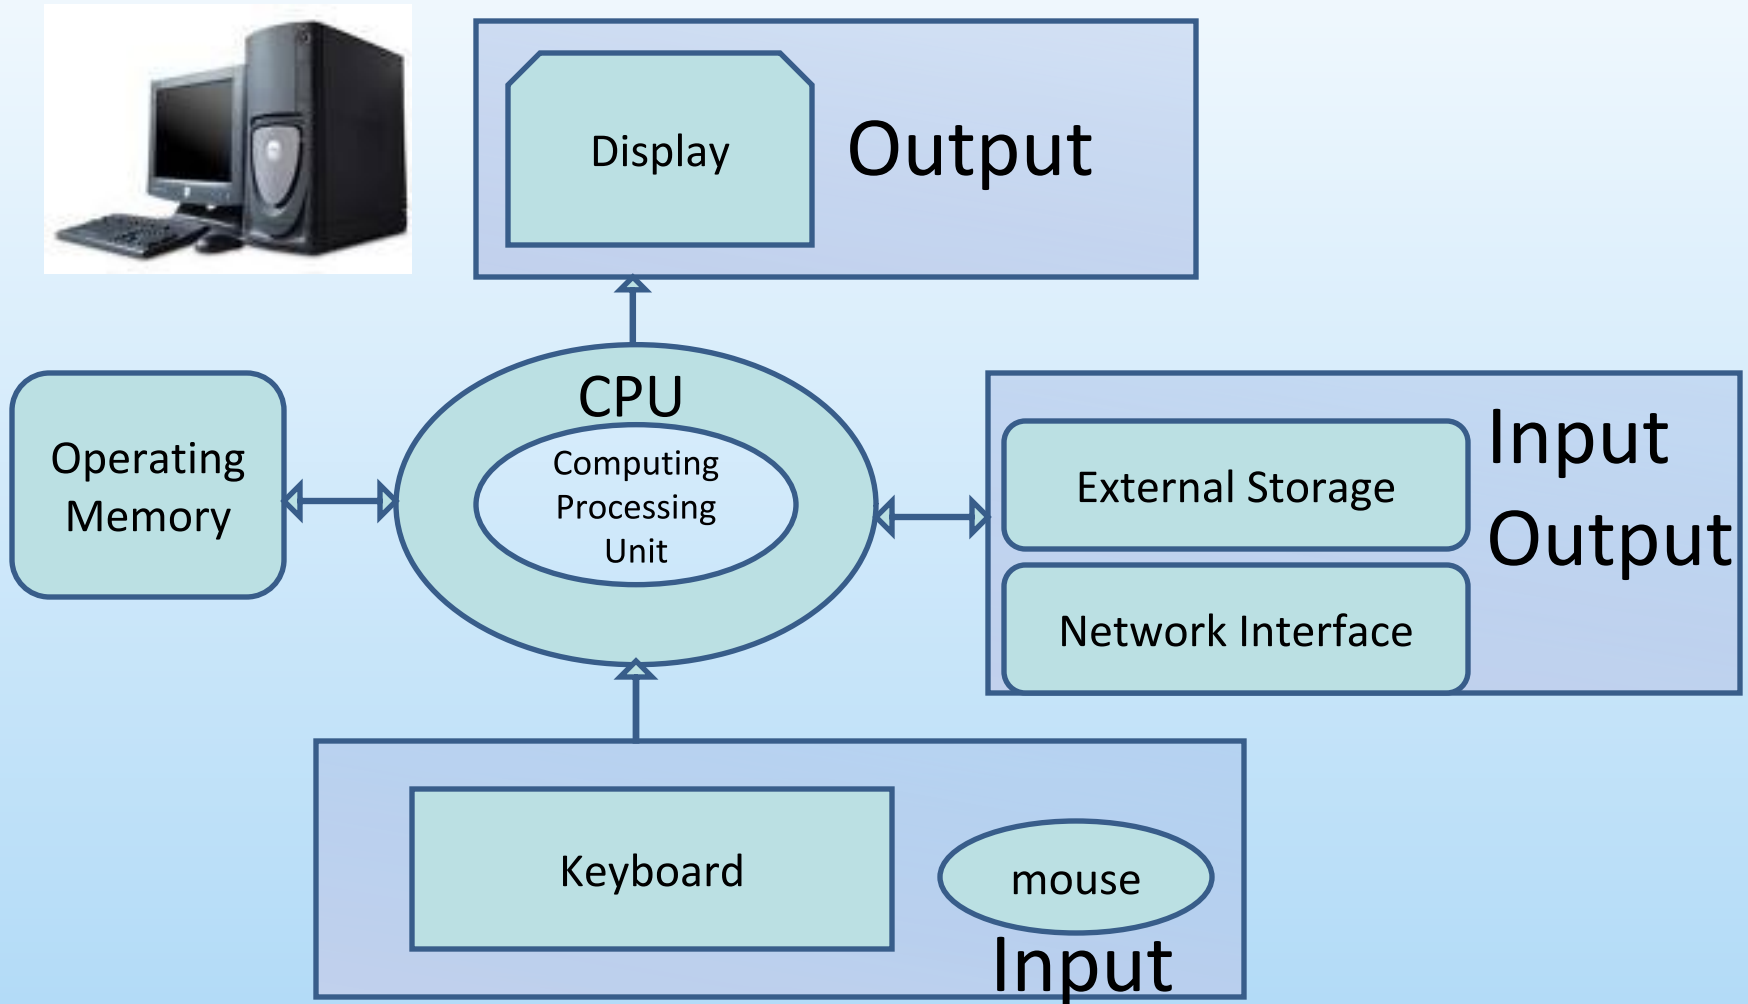 Display
Output
CPU
Computing
Processing
Unit
Operating
Memory
External Storage
Network Interface
Input
Output
Keyboard
mouse
Input